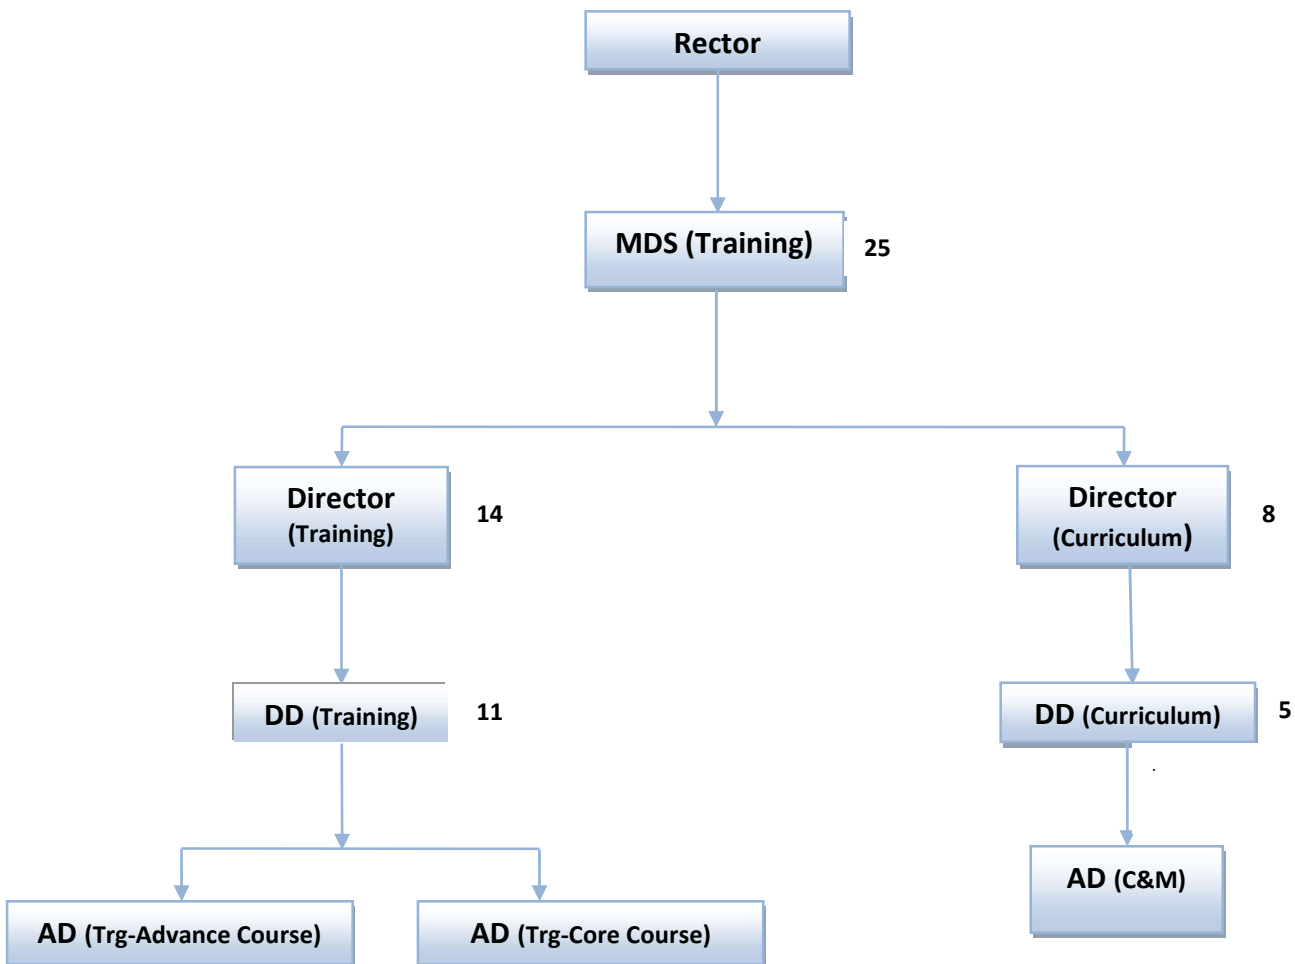 Rector
MDS (Training)
25
Director
(Training)
14
Director
(Curriculum)
8
DD (Training)
11
DD (Curriculum)
5
.
AD (C&M)
AD (Trg-Advance Course)
AD (Trg-Core Course)